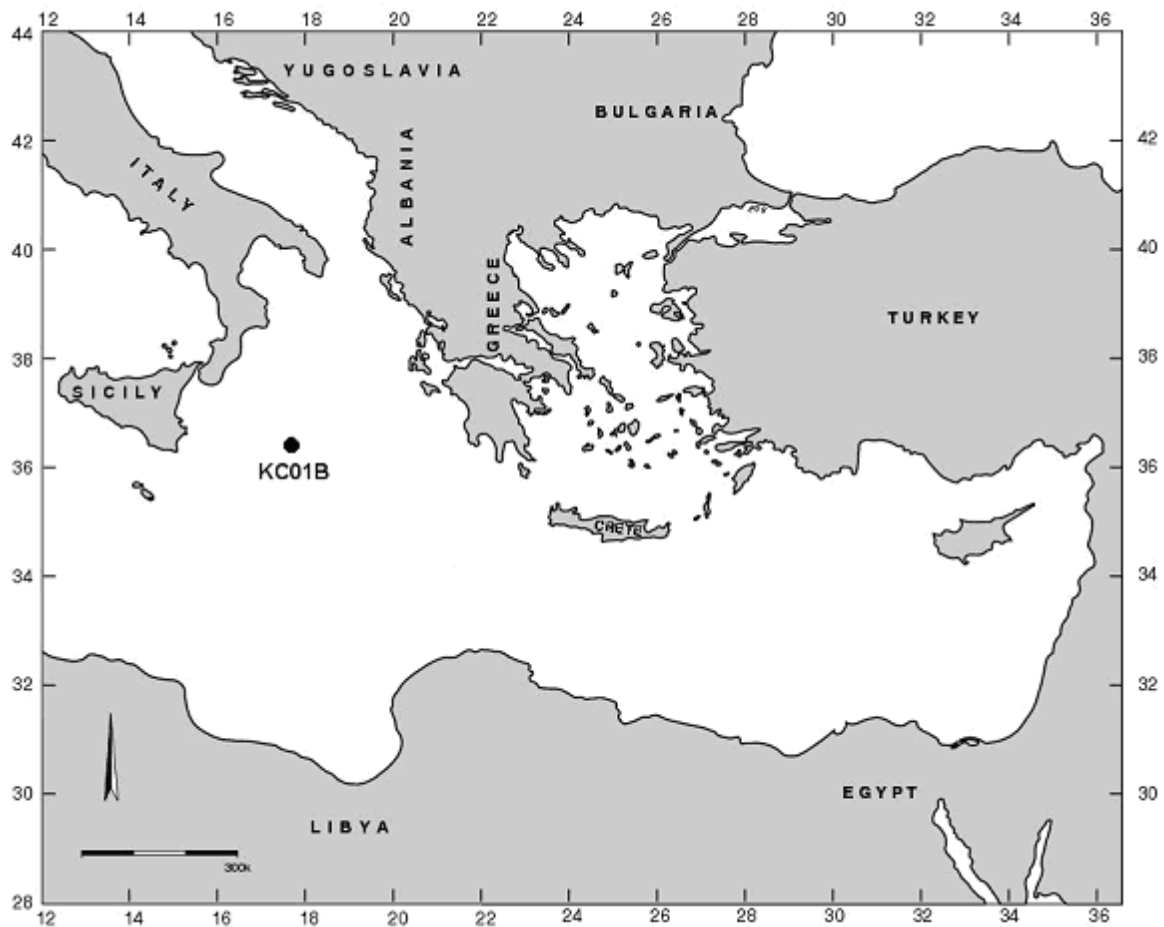 12 14 16 18 20 22 24 26 28 30 32 34 36
44
YUGOSLAVIA
BULGARIA
42 42
ITALY
ALBANIA
40 40
GREECE
TURKEY
38 38
SICILY
36 36
KC01B
CRETE
34 34
32 32
30 30
EGYPT
LIBYA
300k
28
12 14 16 18 20 22 24 26 28 30 32 34 36